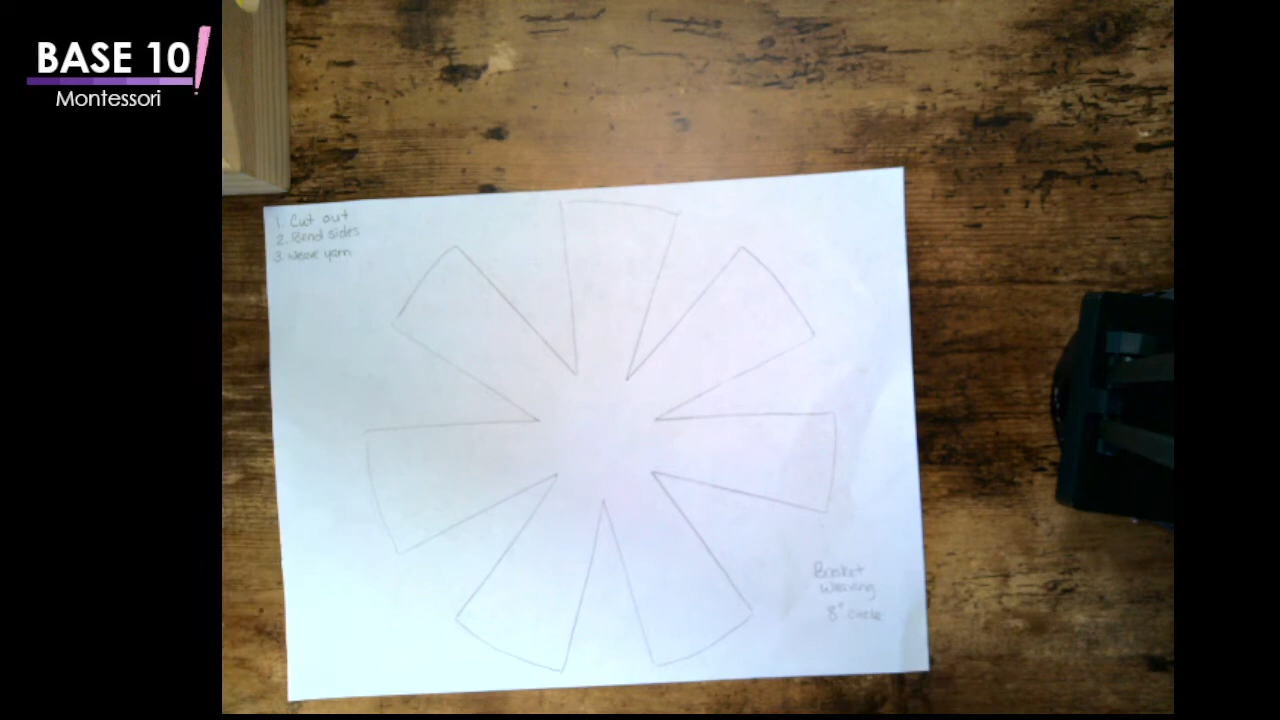 BASE 10!
Montessori
1. Cut out
2. Bend sides
3. Weave yarn
Basket
Weaving
8" circle